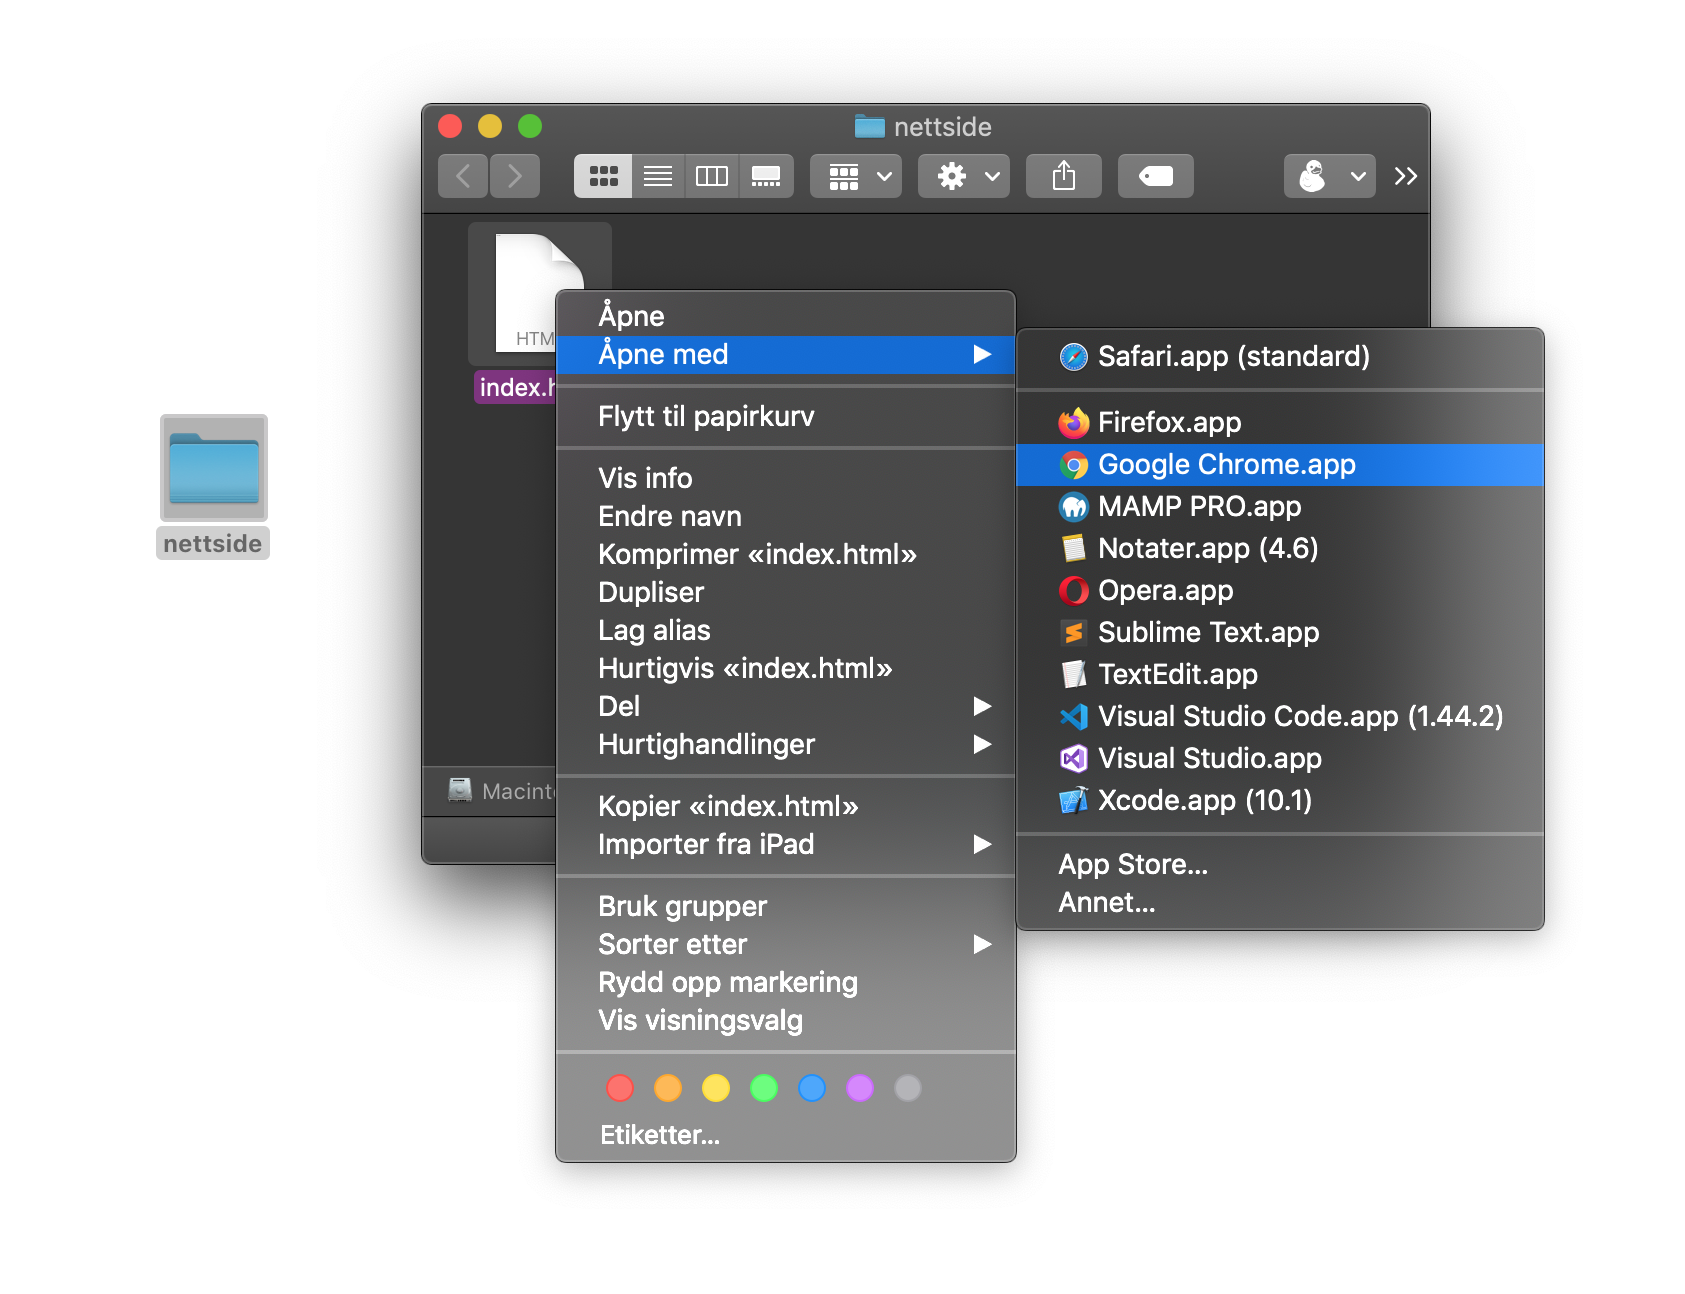 nettside
HTM
index.h
Macint
nettside
Åpne
Åpne med
Flytt til papirkurv
Vis info
Endre navn
Komprimer «index.html»
Dupliser
Lag alias
Hurtigvis «index.html»
Del
Hurtighandlinger
Kopier «index.html»
Importer fra iPad
Bruk grupper
Sorter etter
Rydd opp markering
Vis visningsvalg
Etiketter...
Safari.app (standard)
Firefox.app
Google Chrome.app
MAMP PRO.app
Notater.app (4.6)
Opera.app
Sublime Text.app
TextEdit.app
Visual Studio Code.app (1.44.2)
Visual Studio.app
Xcode.app (10.1)
App Store...
Annet...